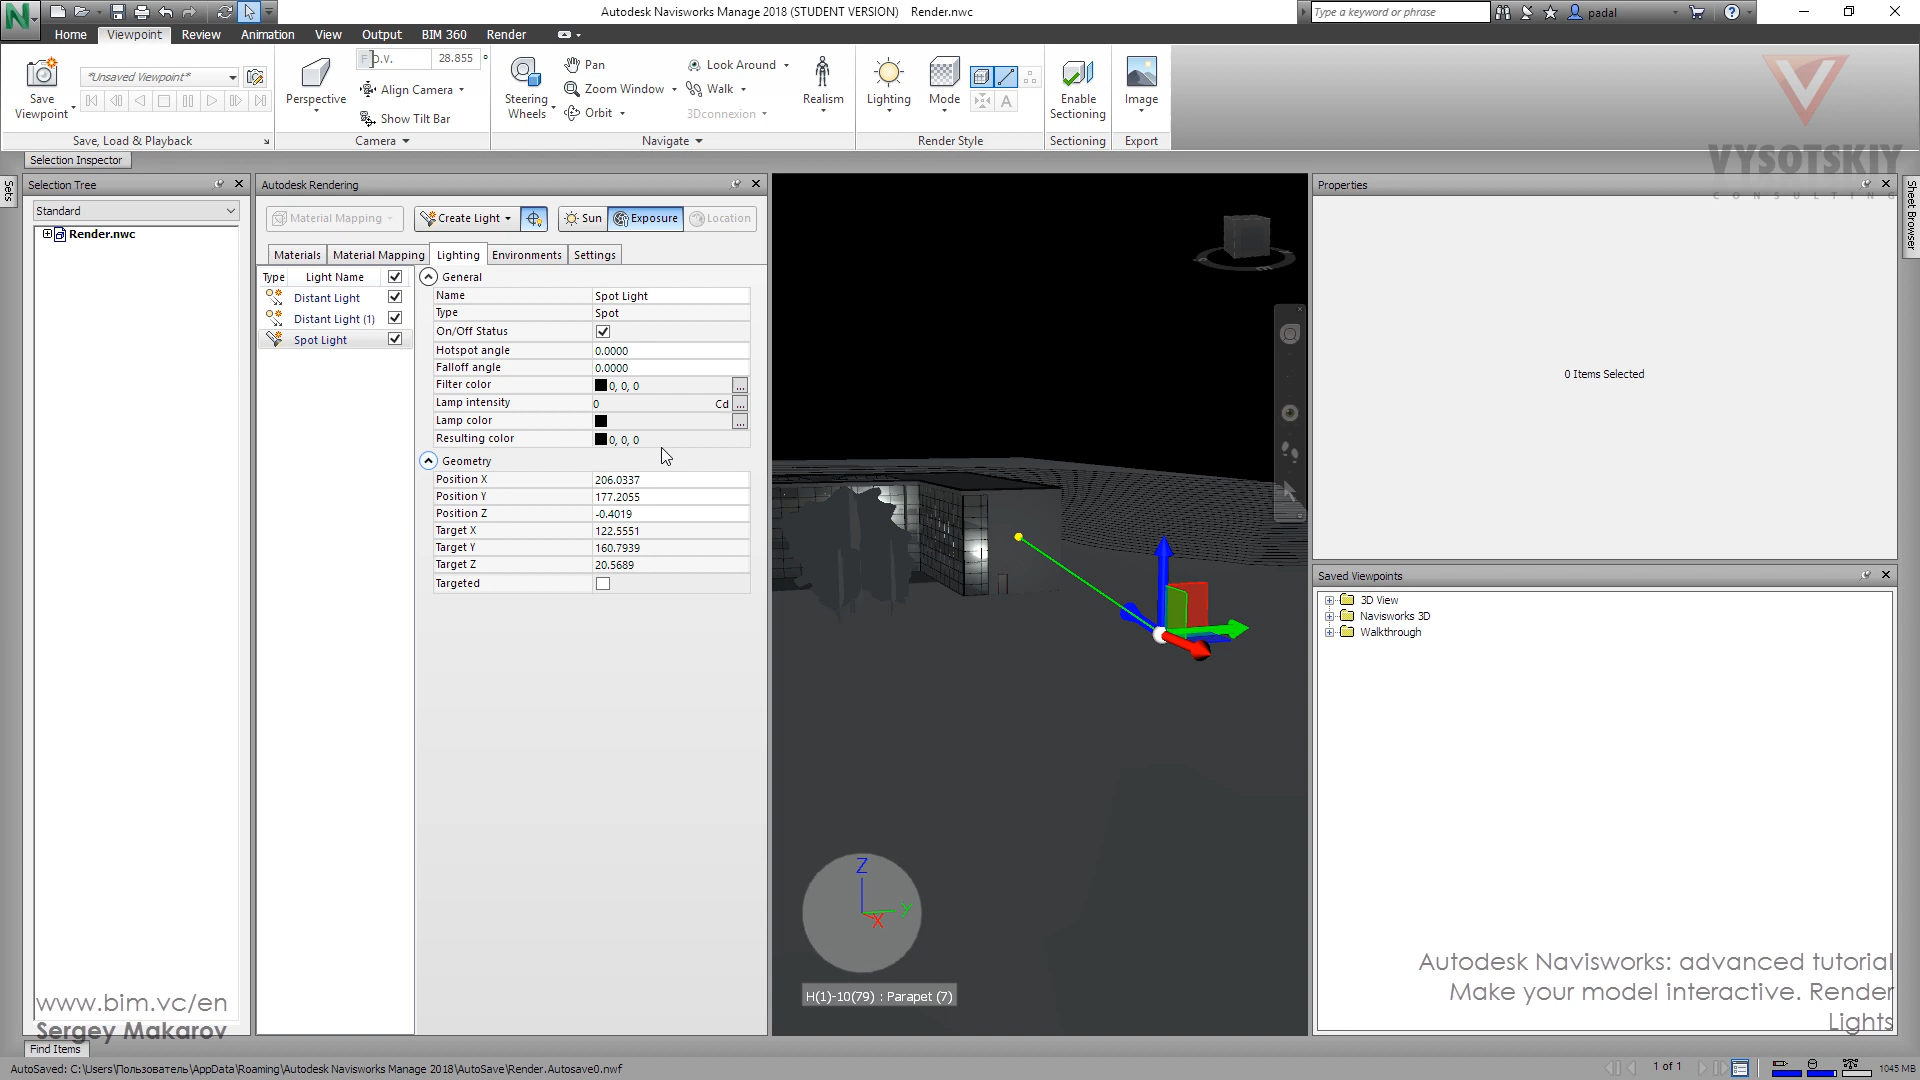 Autodesk Navisworks Manage 2018 (STUDENT VERSION) Render.nwc
Type a keyword or phrase
padal
Home Viewpoint Review Animation View Output BIM 360 Render
Save Viewpoint
*Unsaved Viewpoint*
Save, Load & Playback
Perspective
F.O.V. 28.855 °
Align Camera
Show Tilt Bar
Camera
Steering Wheels
Pan
Zoom Window
Orbit
Look Around
Walk
3Dconnexion
Navigate
Realism
Lighting
Mode
A
Render Style
Enable Sectioning
Sectioning
Image
Export
VYSOTSKIY
CONSULTING
Selection Inspector
Sets
Selection Tree
Standard
Render.nwc
Autodesk Rendering
Material Mapping
Create Light
Sun
Exposure
Location
Materials Material Mapping Lighting Environments Settings
Type Light Name
Distant Light
Distant Light (1)
Spot Light
General
Name Spot Light
Type Spot
On/Off Status
Hotspot angle 0.0000
Falloff angle 0.0000
Filter color 0, 0, 0 ...
Lamp intensity 0 Cd ...
Lamp color ...
Resulting color 0, 0, 0
Geometry
Position X 206.0337
Position Y 177.2055
Position Z -0.4019
Target X 122.5551
Target Y 160.7939
Target Z 20.5689
Targeted
Z
Y
X
H(1)-10(79) : Parapet (7)
Properties
0 Items Selected
Sheet Browser
Saved Viewpoints
3D View
Navisworks 3D
Walkthrough
Autodesk Navisworks: advanced tutorial
Make your model interactive. Render
Lights
www.bim.vc/en
Sergey Makarov
Find Items
AutoSaved: C:\Users\Пользователь\AppData\Roaming\Autodesk Navisworks Manage 2018\AutoSave\Render.Autosave0.nwf
1 of 1
1045 MB